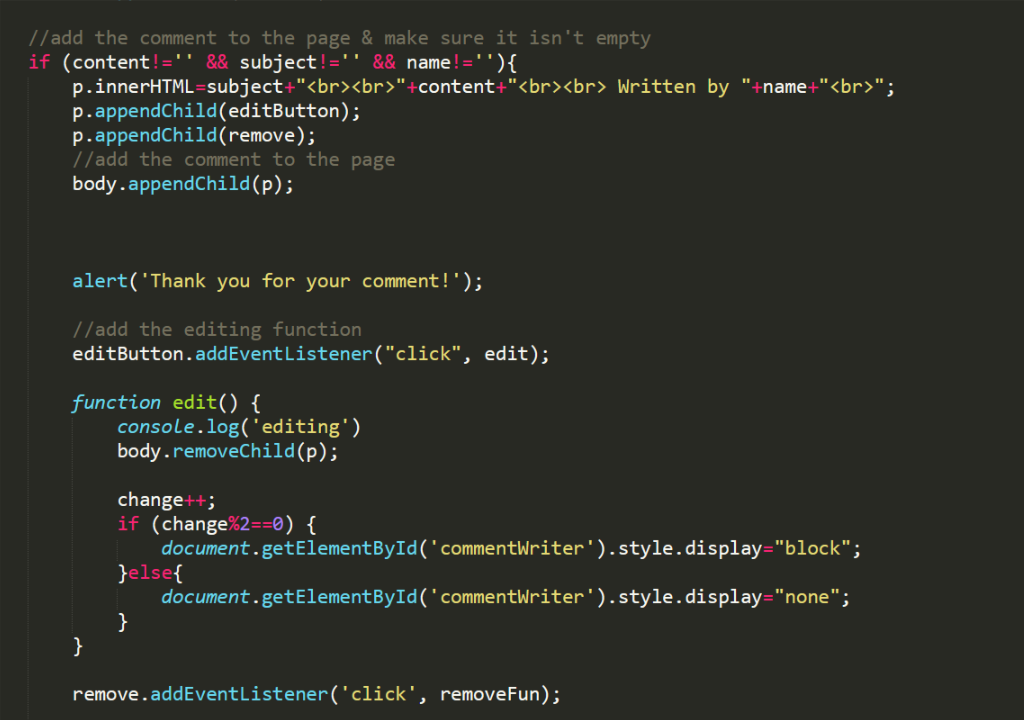 //add the comment to the page & make sure it isn't empty
if (content!='' && subject!='' && name!=''){
p.innerHTML=subject+"<br><br>"+content+"<br><br> Written by "+name+"<br>";
p.appendChild(editButton);
p.appendChild(remove);
//add the comment to the page
body.appendChild(p);
alert('Thank you for your comment!');
//add the editing function
editButton.addEventListener("click", edit);
function edit() {
console.log('editing')
body.removeChild(p);
change++;
if (change%2==0) {
document.getElementById('commentWriter').style.display="block";
}else{
document.getElementById('commentWriter').style.display="none";
}
}
remove.addEventListener('click', removeFun);